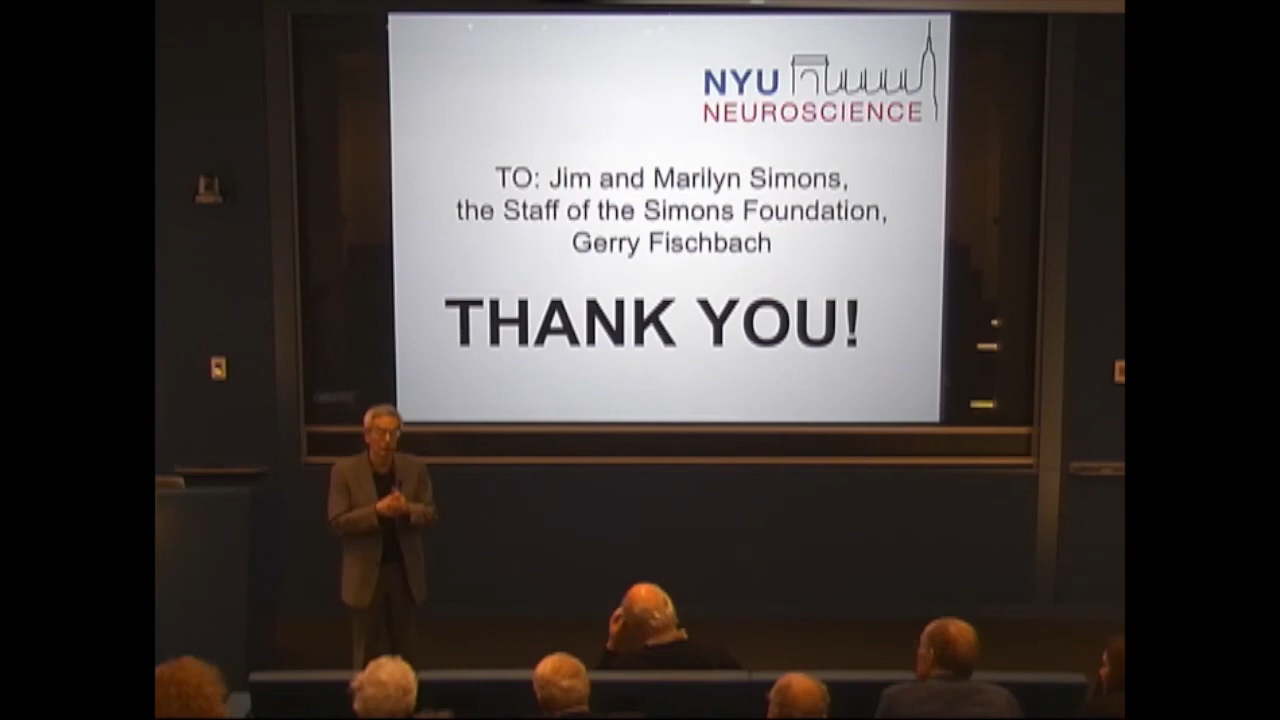 NYU
NEUROSCIENCE
TO: Jim and Marilyn Simons,
the Staff of the Simons Foundation,
Gerry Fischbach
THANK YOU!